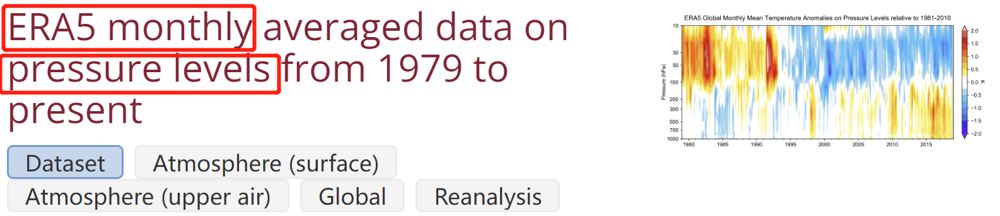 ERA5 monthly averaged data on
pressure levels from 1979 to
present
Dataset
Atmosphere (surface)
Atmosphere (upper air)
Global
Reanalysis
ERA5 Global Monthly Mean Temperature Anomalies on Pressure Levels relative to 1981-2010
Pressure (hPa)
10
30
50
100
200
300
500
700
1000
1980
1985
1990
1995
2000
2005
2010
2015
2.0
1.5
1.0
0.5
0.0
−0.5
−1.0
−1.5
−2.0
K